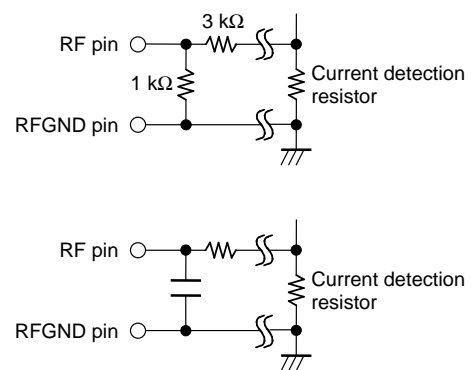 3 kΩ
RF pin
1 kΩ
Current detection
resistor
RFGND pin
RF pin
Current detection
resistor
RFGND pin